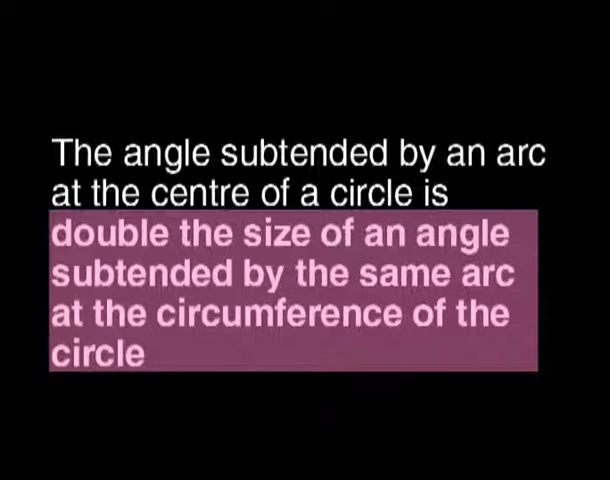 The angle subtended by an arc
at the centre of a circle is
double the size of an angle
subtended by the same arc
at the circumference of the
circle